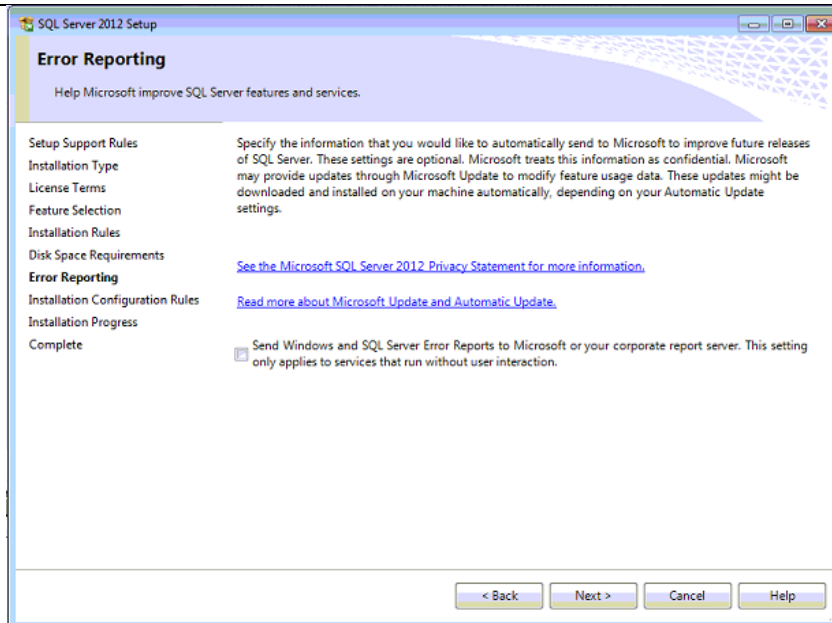 SQL Server 2012 Setup
Error Reporting
Help Microsoft improve SQL Server features and services.
Setup Support Rules
Installation Type
License Terms
Feature Selection
Installation Rules
Disk Space Requirements
Error Reporting
Installation Configuration Rules
Installation Progress
Complete
Specify the information that you would like to automatically send to Microsoft to improve future releases
of SQL Server. These settings are optional. Microsoft treats this information as confidential. Microsoft
may provide updates through Microsoft Update to modify feature usage data. These updates might be
downloaded and installed on your machine automatically, depending on your Automatic Update
settings.
See the Microsoft SQL Server 2012 Privacy Statement for more information.
Read more about Microsoft Update and Automatic Update.
Send Windows and SQL Server Error Reports to Microsoft or your corporate report server. This setting
only applies to services that run without user interaction.
< Back
Next >
Cancel
Help